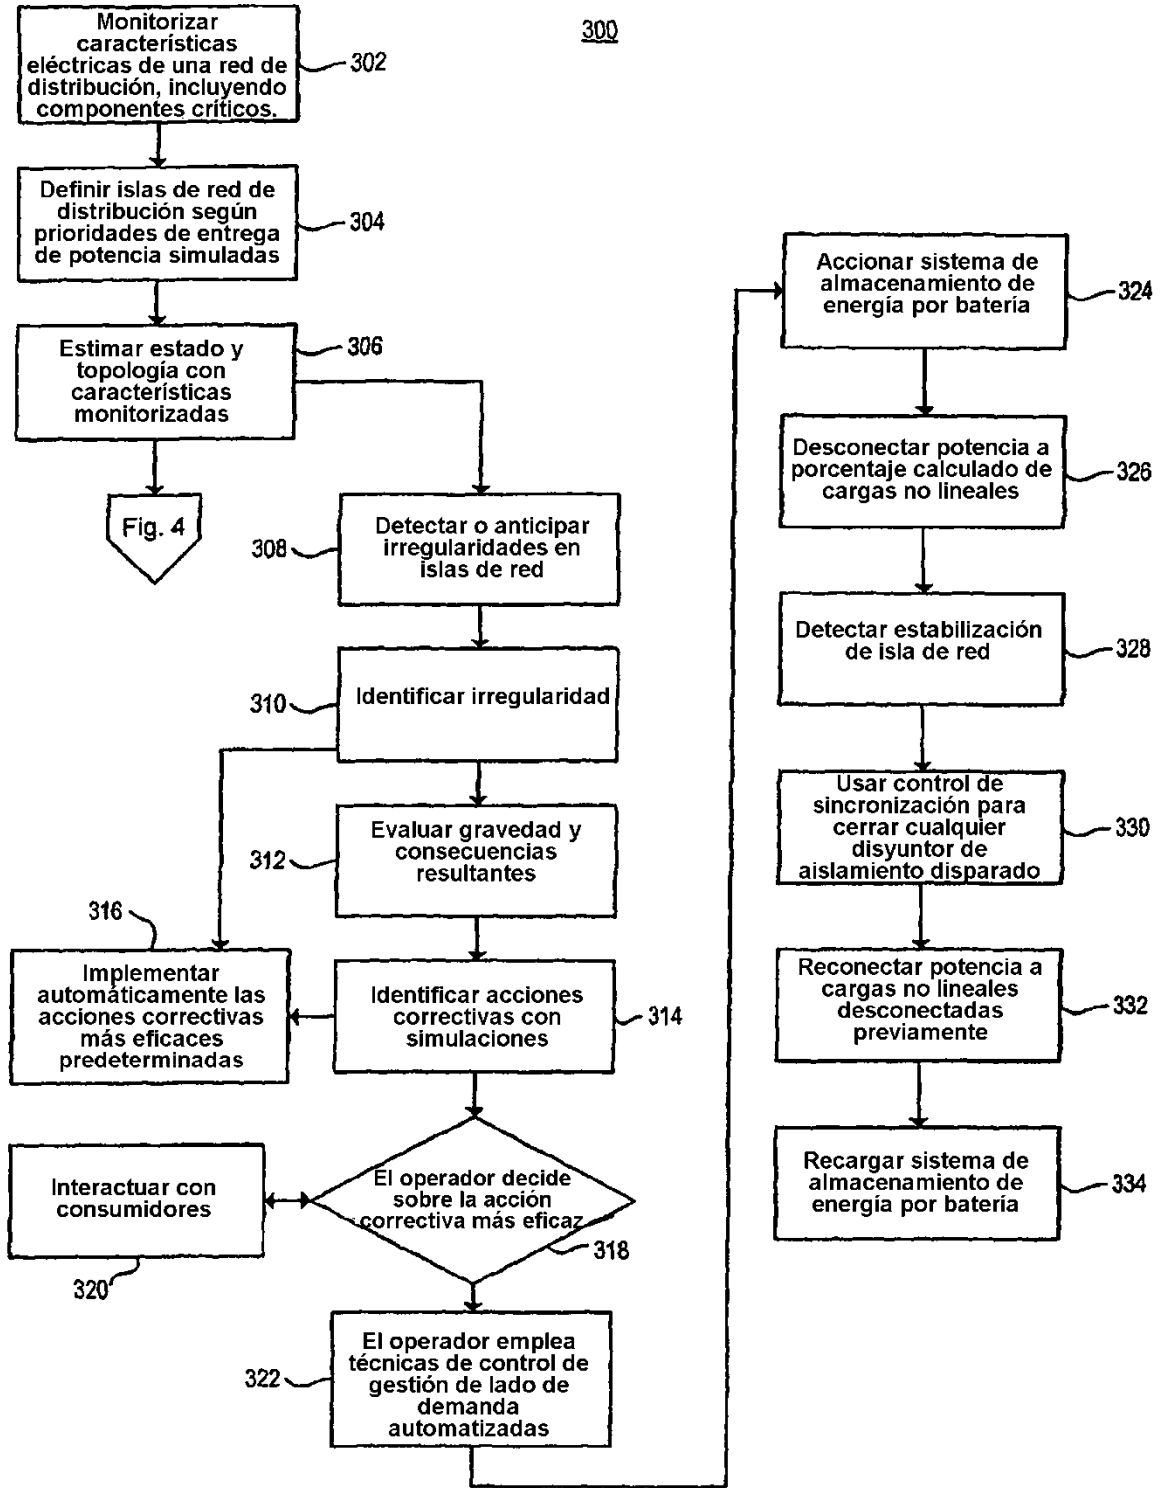 300
Monitorizar
características
eléctricas de una red de
distribución, incluyendo
componentes críticos.
302
Definir islas de red de
distribución según
prioridades de entrega
de potencia simuladas
304
Estimar estado y
topología con
características
monitorizadas
306
Fig. 4
Detectar o anticipar
irregularidades en
islas de red
308
Identificar irregularidad
310
Evaluar gravedad y
consecuencias
resultantes
312
Identificar acciones
correctivas con
simulaciones
314
316
Implementar
automáticamente las
acciones correctivas
más eficaces
predeterminadas
El operador decide
sobre la acción
correctiva más eficaz
318
Interactuar con
consumidores
320
El operador emplea
técnicas de control de
gestión de lado de
demanda
automatizadas
322
Accionar sistema de
almacenamiento de
energía por batería
324
Desconectar potencia a
porcentaje calculado de
cargas no lineales
326
Detectar estabilización
de isla de red
328
Usar control de
sincronización para
cerrar cualquier
disyuntor de
aislamiento disparado
330
Reconectar potencia a
cargas no lineales
desconectadas
previamente
332
Recargar sistema de
almacenamiento de
energía por batería
334